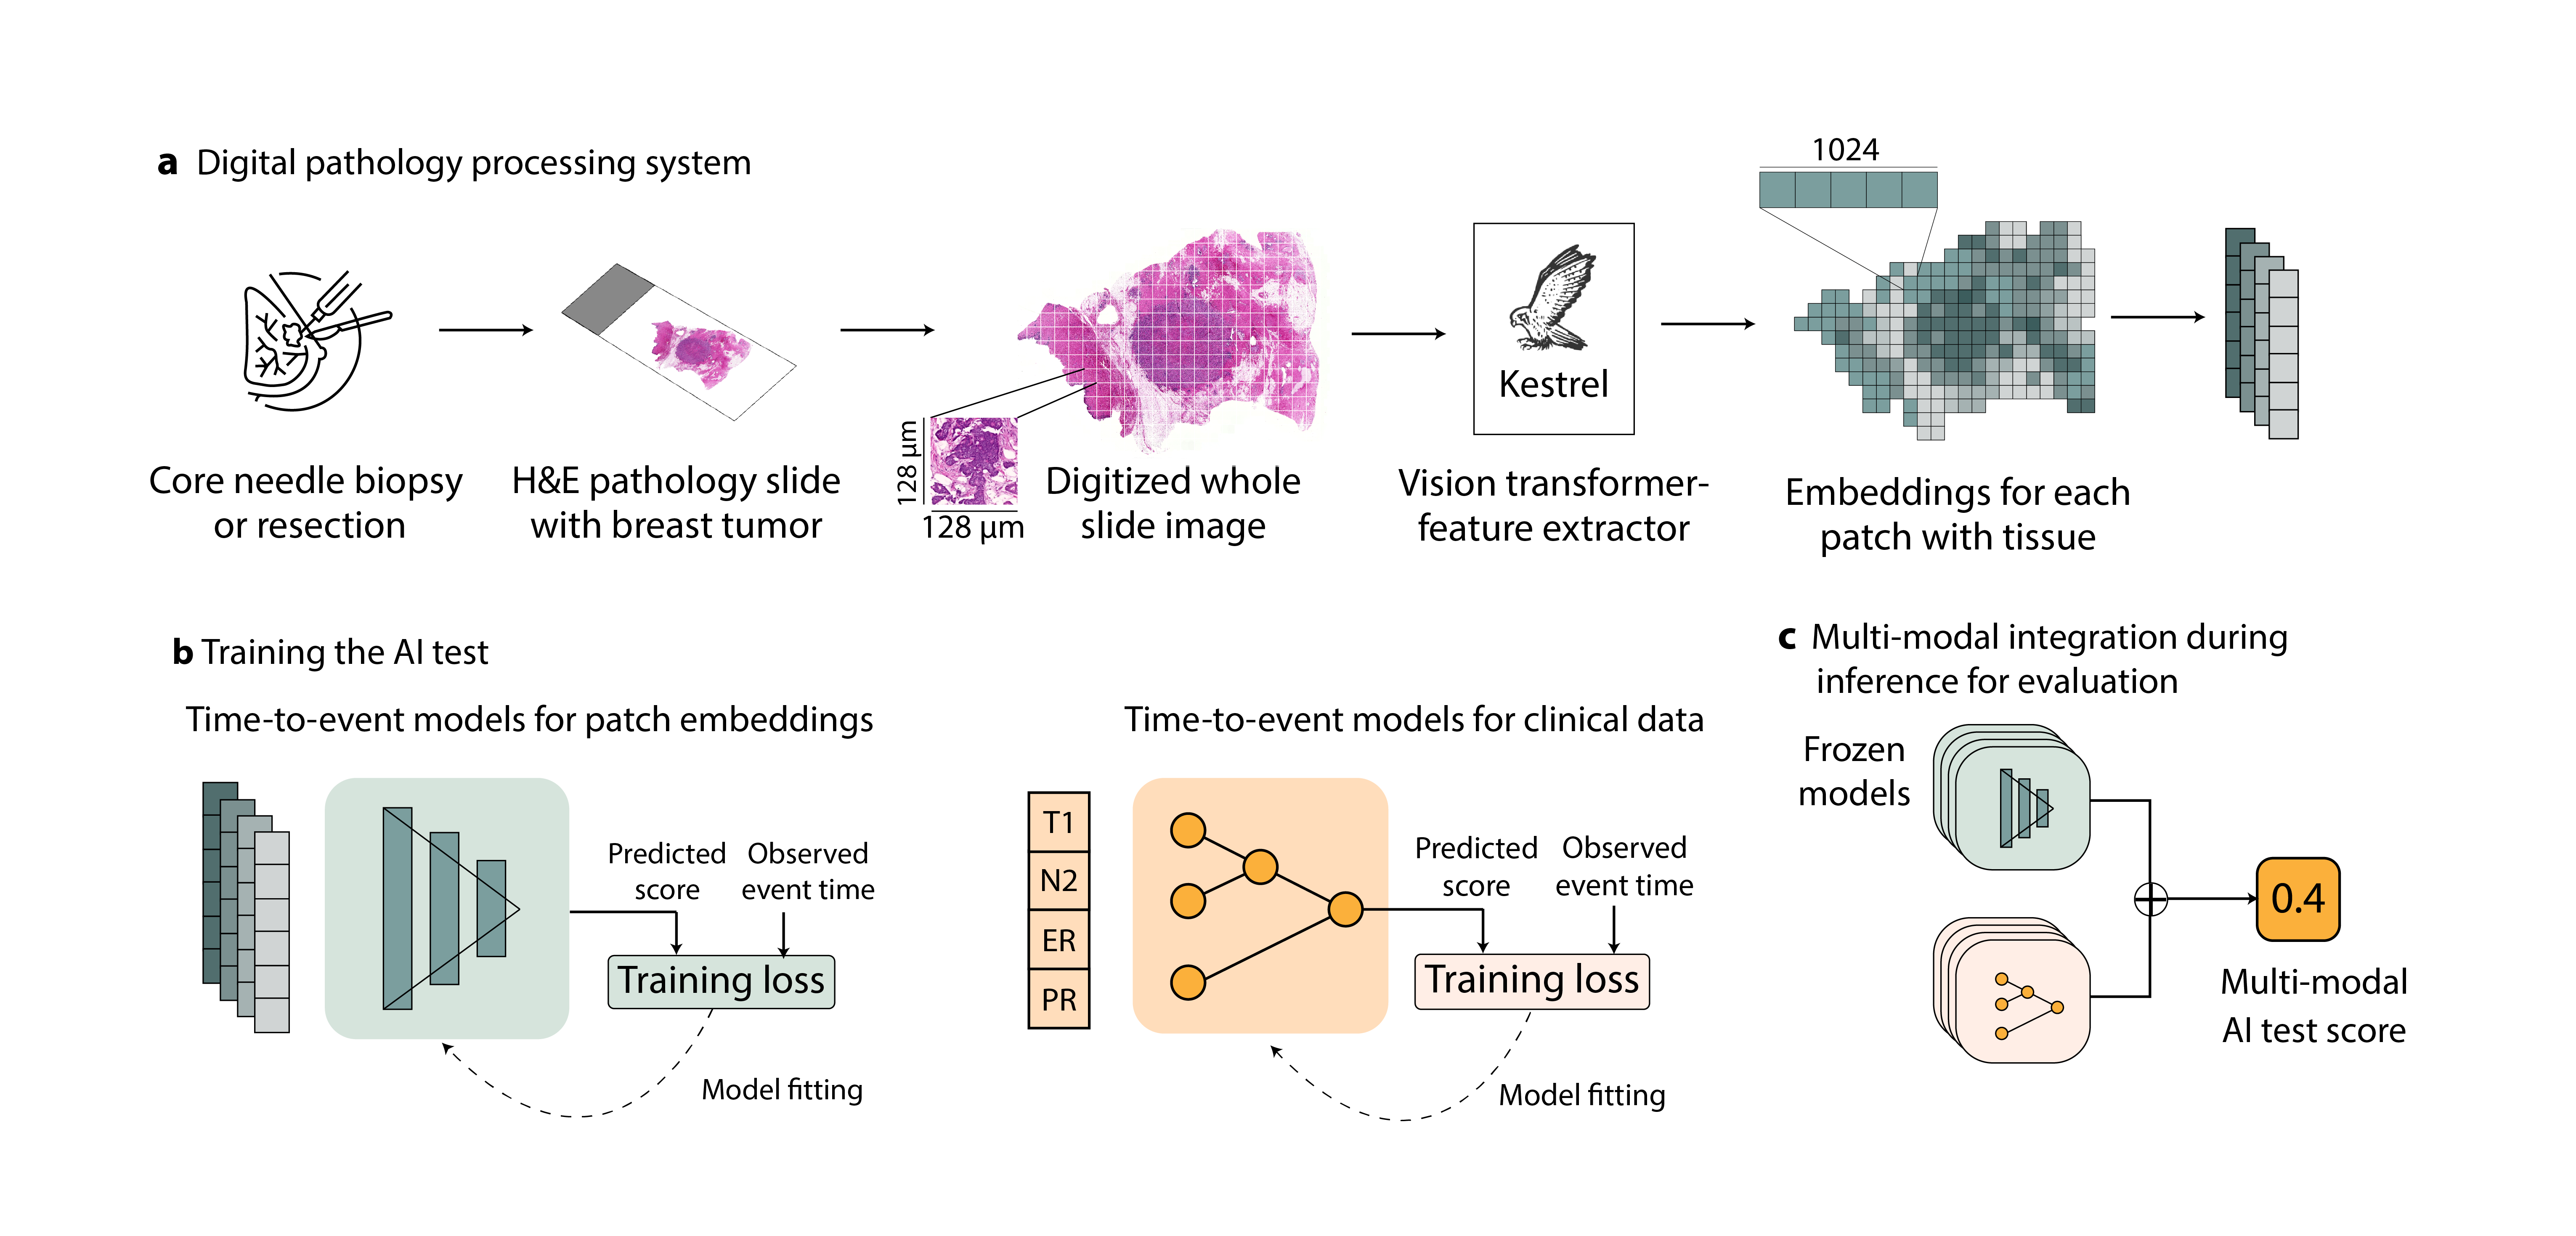 a Digital pathology processing system
1024
Kestrel
128 µm
128 µm
Core needle biopsy
or resection
H&E pathology slide
with breast tumor
Digitized whole
slide image
Vision transformer-
feature extractor
Embeddings for each
patch with tissue
b Training the AI test
Time-to-event models for patch embeddings
Predicted
score
Observed
event time
Training loss
Model fitting
Time-to-event models for clinical data
T1
N2
ER
PR
Predicted
score
Observed
event time
Training loss
Model fitting
c Multi-modal integration during
inference for evaluation
Frozen
models
0.4
Multi-modal
AI test score